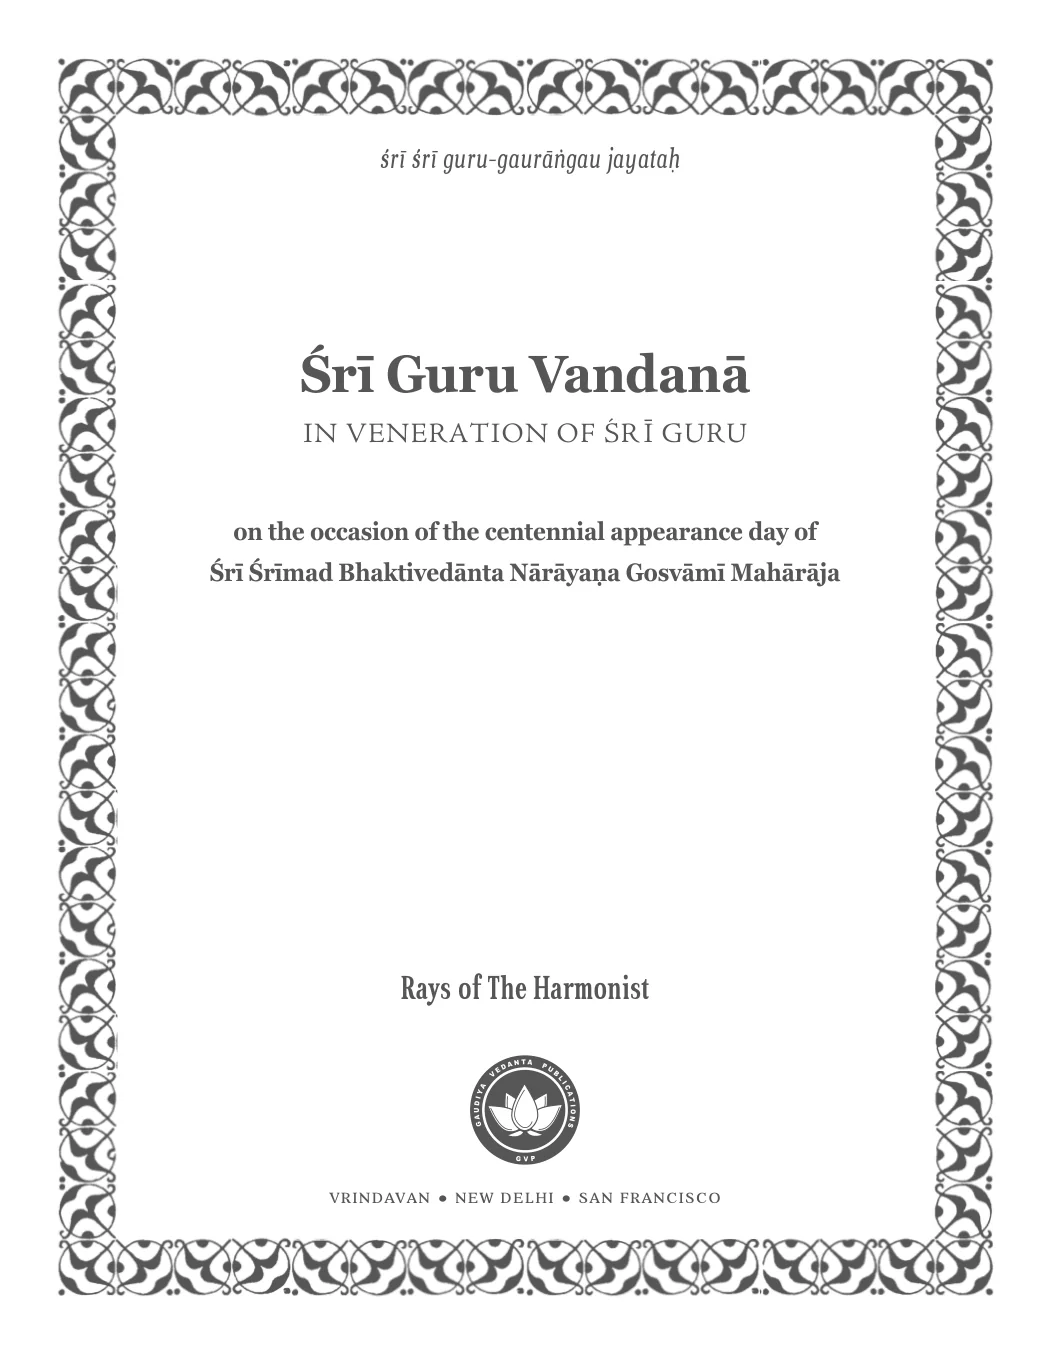 śrī śrī guru-gaurāṅgau jayataḥ
Śrī Guru Vandanā
IN VENERATION OF ŚRĪ GURU
on the occasion of the centennial appearance day of
Śrī Śrīmad Bhaktivedānta Nārāyaṇa Gosvāmī Mahārāja
Rays of The Harmonist
GAUDIYA VEDANTA PUBLICATIONS
GVP
VRINDAVAN ● NEW DELHI ● SAN FRANCISCO